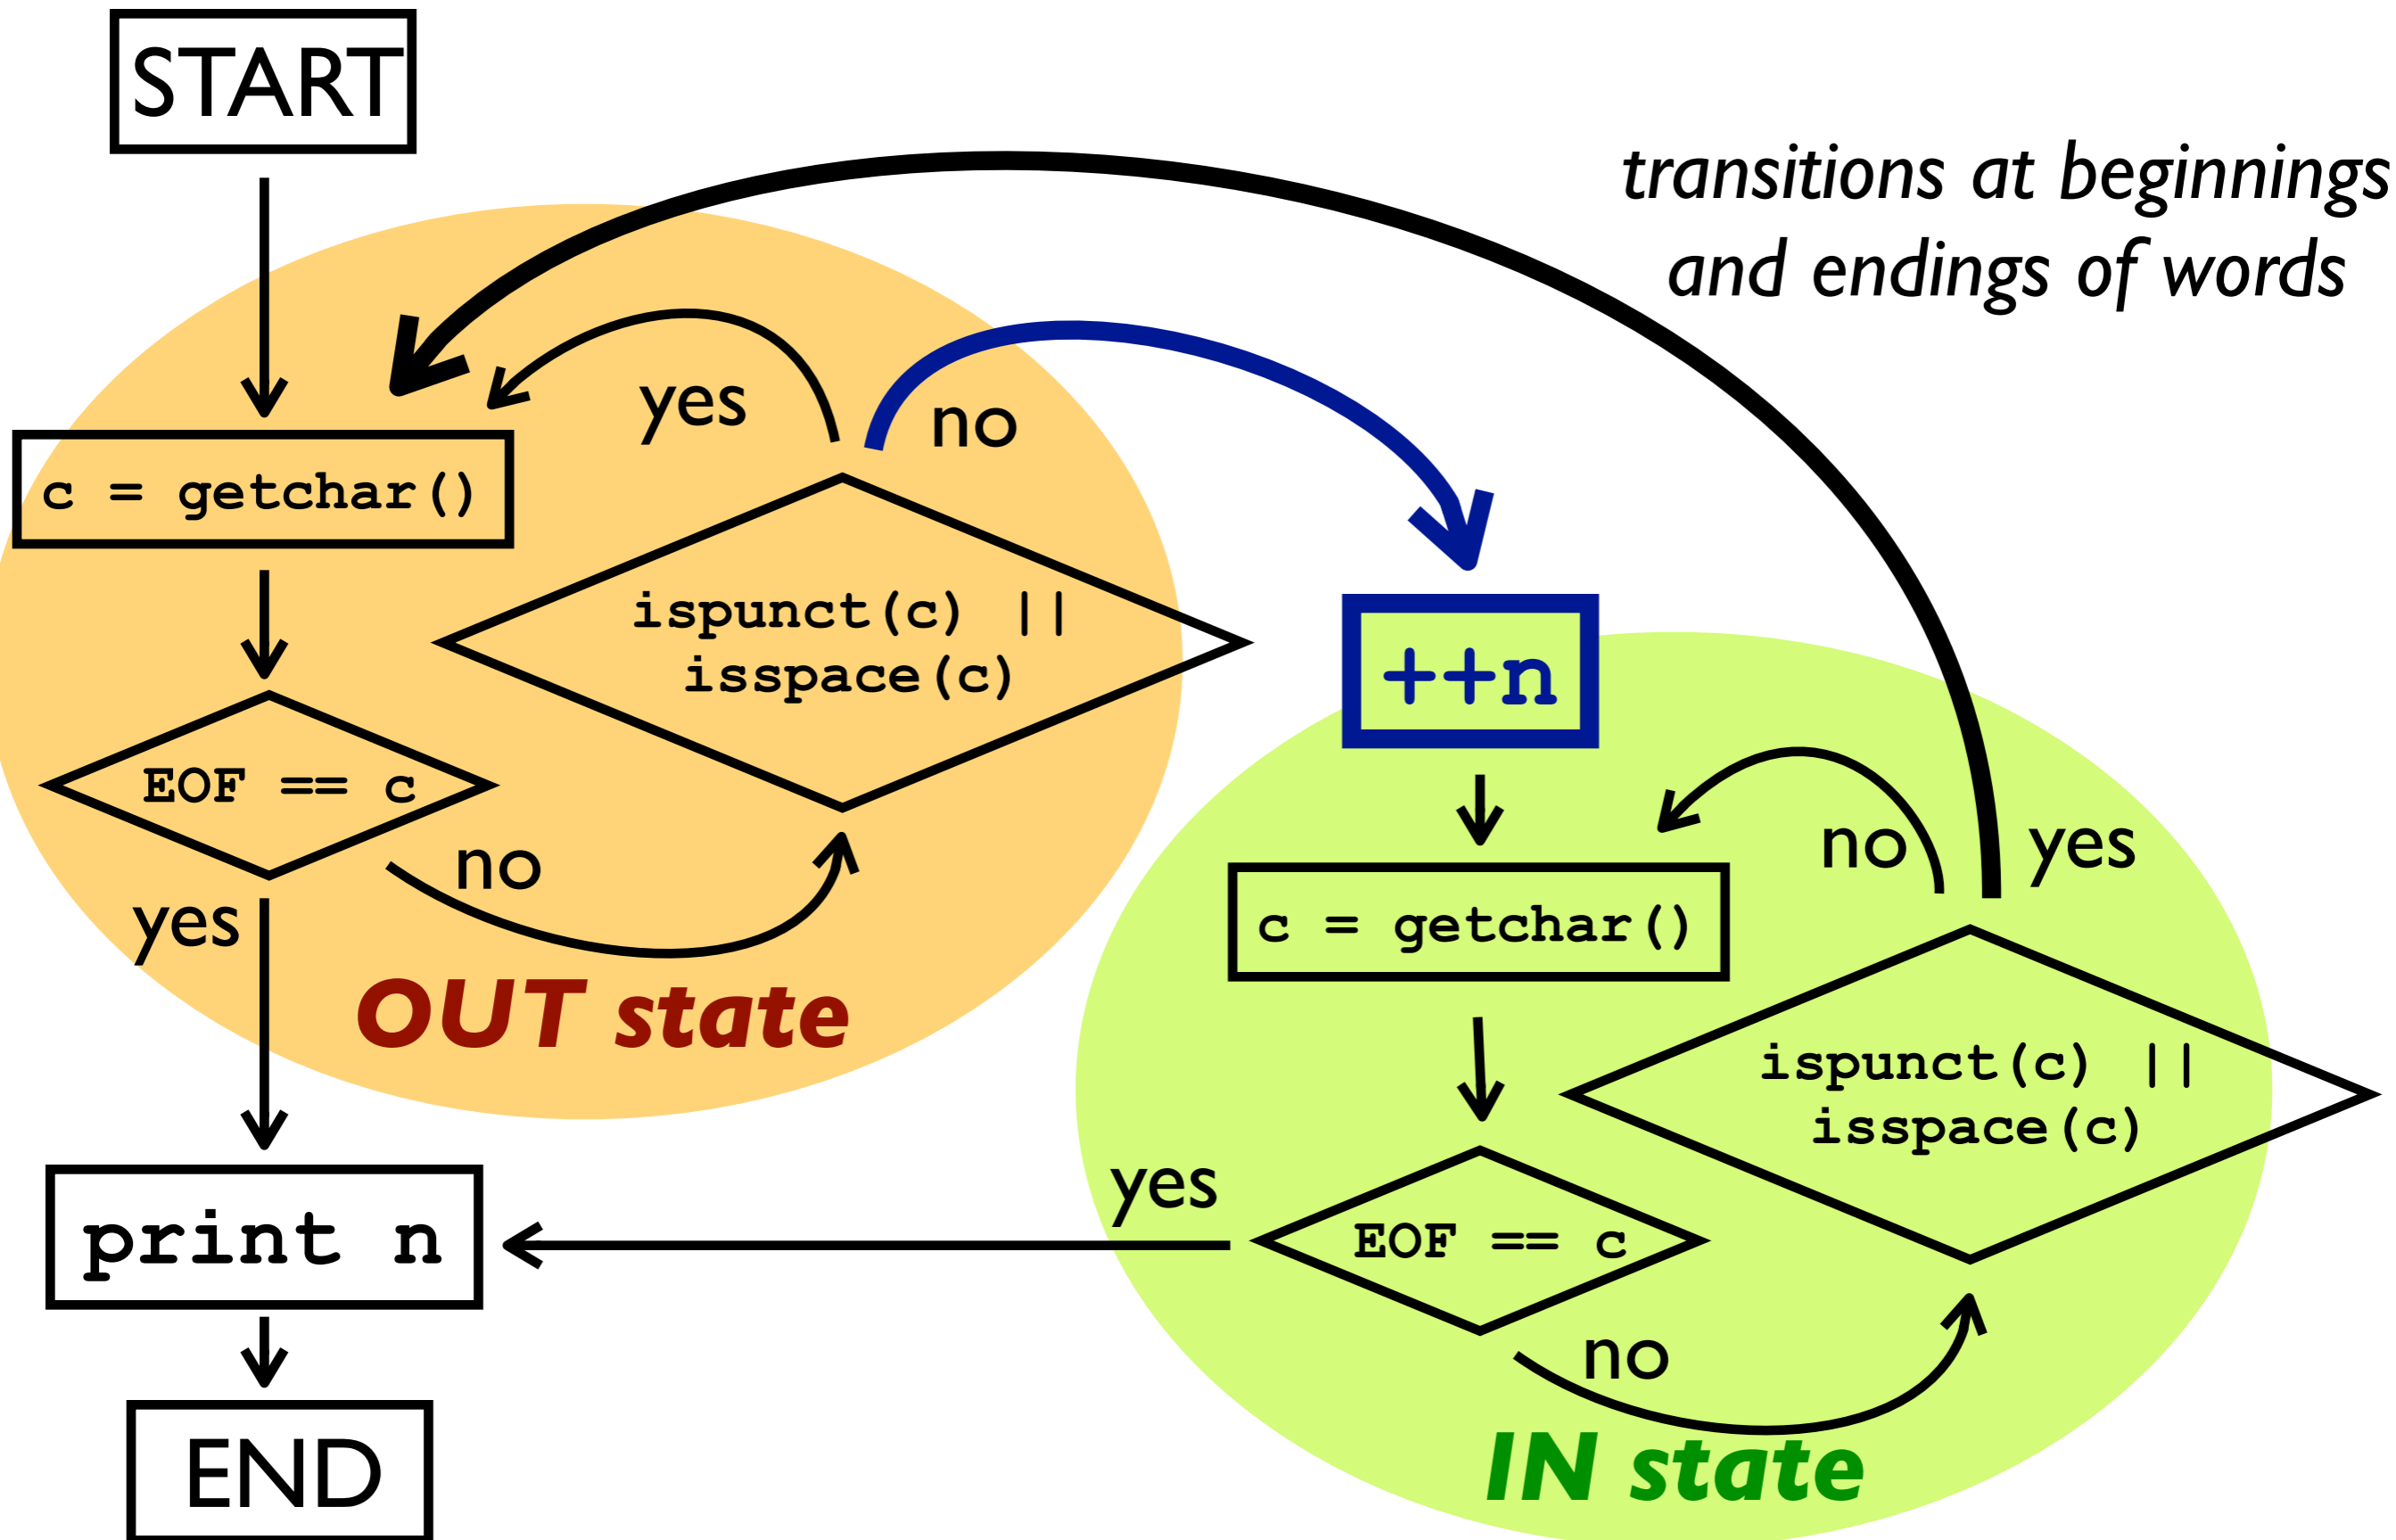 START
transitions at beginnings
and endings of words
yes
no
c = getchar()
ispunct(c) ||
isspace(c)
EOF == c
no
yes
OUT state
++n
no
yes
c = getchar()
ispunct(c) ||
isspace(c)
yes
EOF == c
no
IN state
print n
END